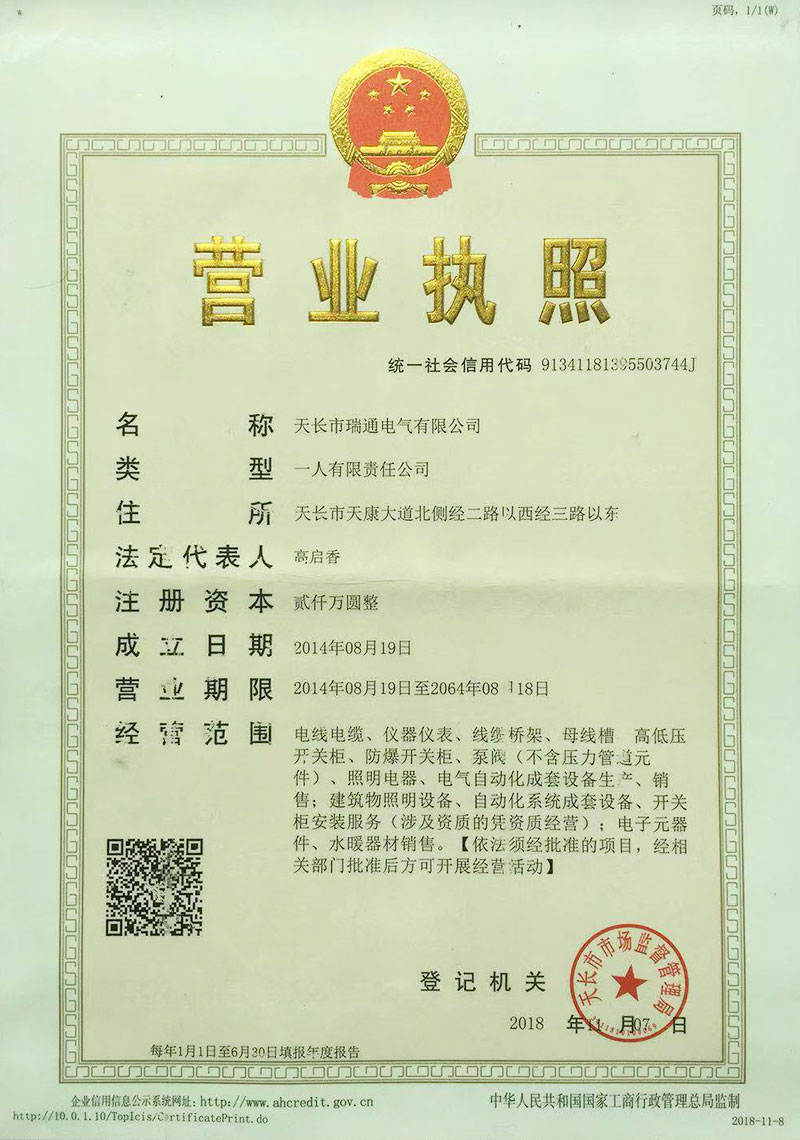 页码，1/1(W)
w
营业执照
统一社会信用代码 91341181395503744J
名称 天长市瑞通电气有限公司
类型 一人有限责任公司
住所 天长市天康大道北侧经二路以西经三路以东
法定代表人 高启香
注册资本 贰仟万圆整
成立日期 2014年08月19日
营业期限 2014年08月19日至2064年08月18日
经营范围 电线电缆、仪器仪表、线缆桥架、母线槽、高低压
开关柜、防爆开关柜、泵阀（不含压力管道元
件）、照明电器、电气自动化成套设备生产、销
售；建筑物照明设备、自动化系统成套设备、开关
柜安装服务（涉及资质的凭资质经营）；电子元器
件、水暖器材销售。【依法须经批准的项目，经相
关部门批准后方可开展经营活动】
登记机关
天长市市场监督管理局
2018 年11 月07 日
每年1月1日至6月30日填报年度报告
企业信用信息公示系统网址：http://www.ahcredit.gov.cn
中华人民共和国国家工商行政管理总局监制
http://10.0.1.10/TopIcis/CertificatePrint.do
2018-11-8